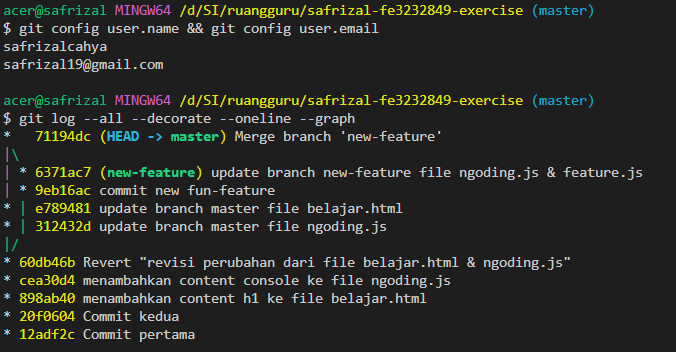 acer@safrizal MINGW64 /d/SI/ruangguru/safrizal-fe3232849-exercise (master)
$ git config user.name && git config user.email
safrizalcahya
safrizal19@gmail.com

acer@safrizal MINGW64 /d/SI/ruangguru/safrizal-fe3232849-exercise (master)
$ git log --all --decorate --oneline --graph
*   71194dc (HEAD -> master) Merge branch 'new-feature'
|\
| * 6371ac7 (new-feature) update branch new-feature file ngoding.js & feature.js
| * 9eb16ac commit new fun-feature
* | e789481 update branch master file belajar.html
* | 312432d update branch master file ngoding.js
|/
* 60db46b Revert "revisi perubahan dari file belajar.html & ngoding.js"
* cea30d4 menambahkan content console ke file ngoding.js
* 898ab40 menambahkan content h1 ke file belajar.html
* 20f0604 Commit kedua
* 12adf2c Commit pertama